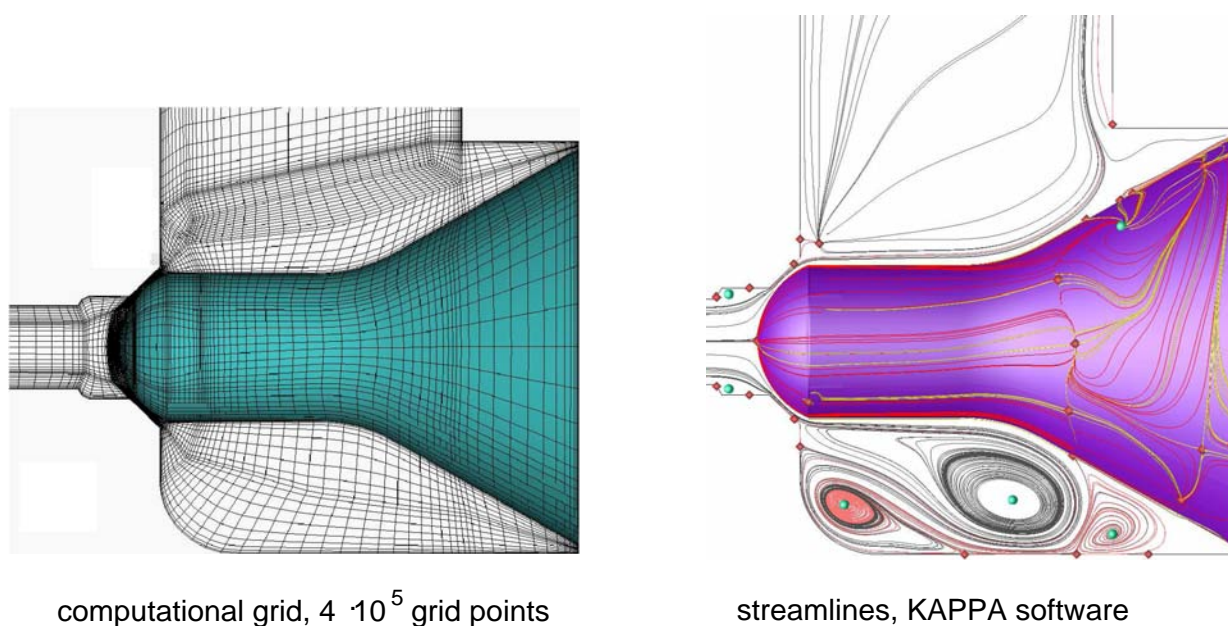 computational grid, 4 ·10⁵ grid points
streamlines, KAPPA software